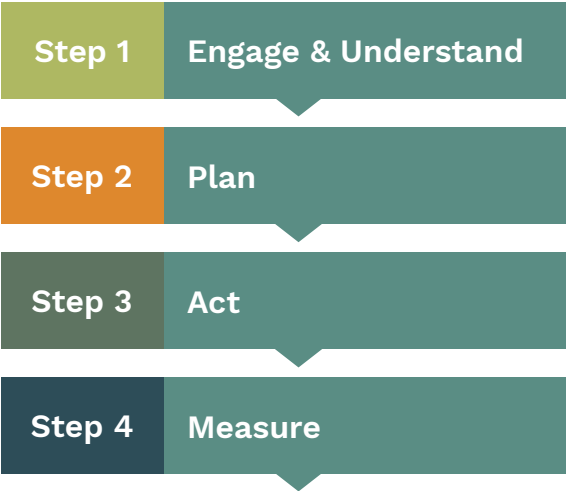 Step 1 Engage & Understand
Step 2 Plan
Step 3 Act
Step 4 Measure